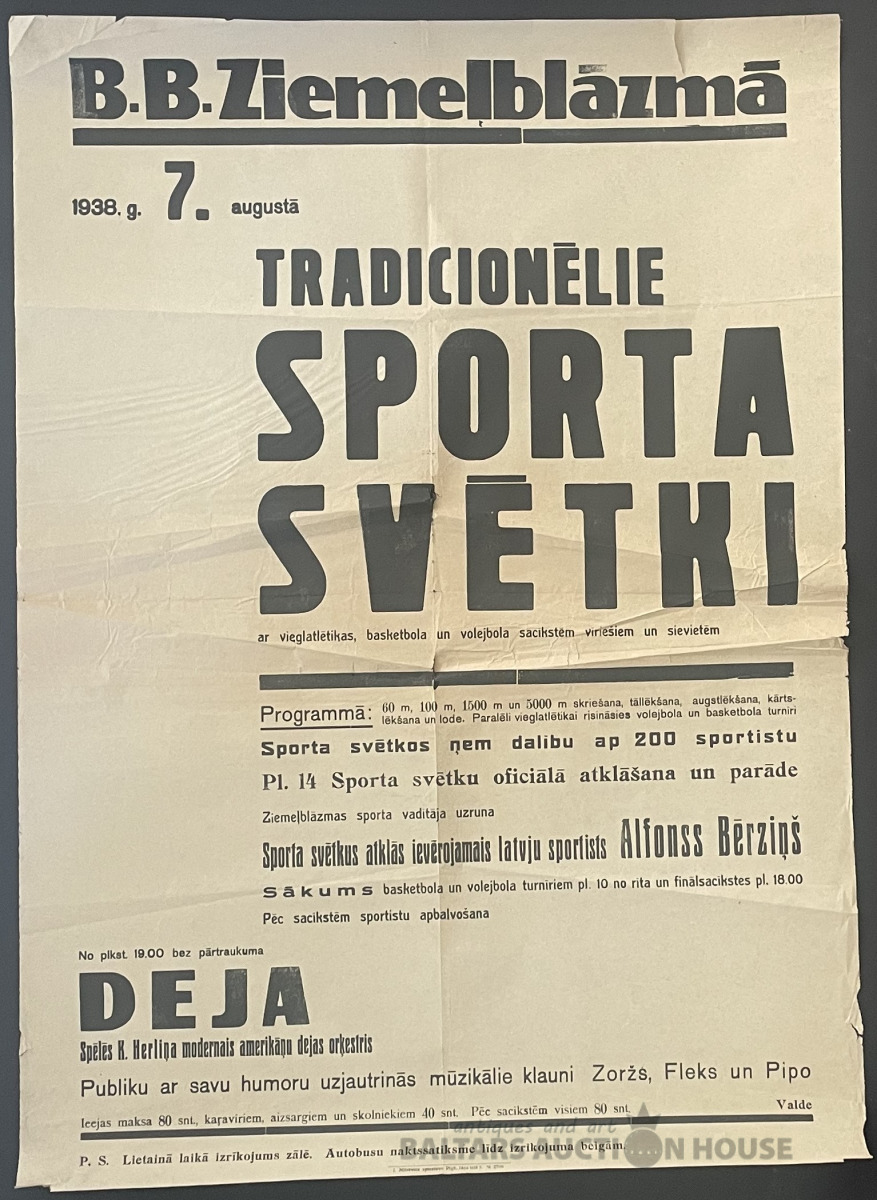 B.B.Ziemeļblāzmā
1938. g. 7. augustā
TRADICIONĒLIE
SPORTA
SVĒTKI
ar vieglatlētikas, basketbola un volejbola sacīkstēm vīriešiem un sievietēm
Programmā: 60 m, 100 m, 1500 m un 5000 m skriešana, tāllēkšana, augstlēkšana, kārts-
lēkšana un lode. Paralēli vieglatlētikai risināsies volejbola un basketbola turnīri
Sporta svētkos ņem dalību ap 200 sportistu
Pl. 14 Sporta svētku oficiālā atklāšana un parāde
Ziemeļblāzmas sporta vadītāja uzruna
Sporta svētkus atklās ievērojamais latvju sportists Alfonss Bērziņš
Sākums basketbola un volejbola turnīriem pl. 10 no rīta un finālsacīkstes pl. 18.00
Pēc sacīkstēm sportistu apbalvošana
No plkst. 19.00 bez pārtraukuma
DEJA
Spēlēs K. Herliņa modernais amerikāņu dejas orķestris
Publiku ar savu humoru uzjautrinās mūzikālie klauni Zoržs, Fleks un Pipo
Ieejas maksa 80 snt., kaŗavīriem, aizsargiem un skolniekiem 40 snt. Pēc sacīkstēm visiem 80 snt.
Valde
antiques and art
BALTARS AUCTION HOUSE
P. S. Lietainā laikā izrīkojums zālē. Autobusu naktssatiksme līdz izrīkojuma beigām.